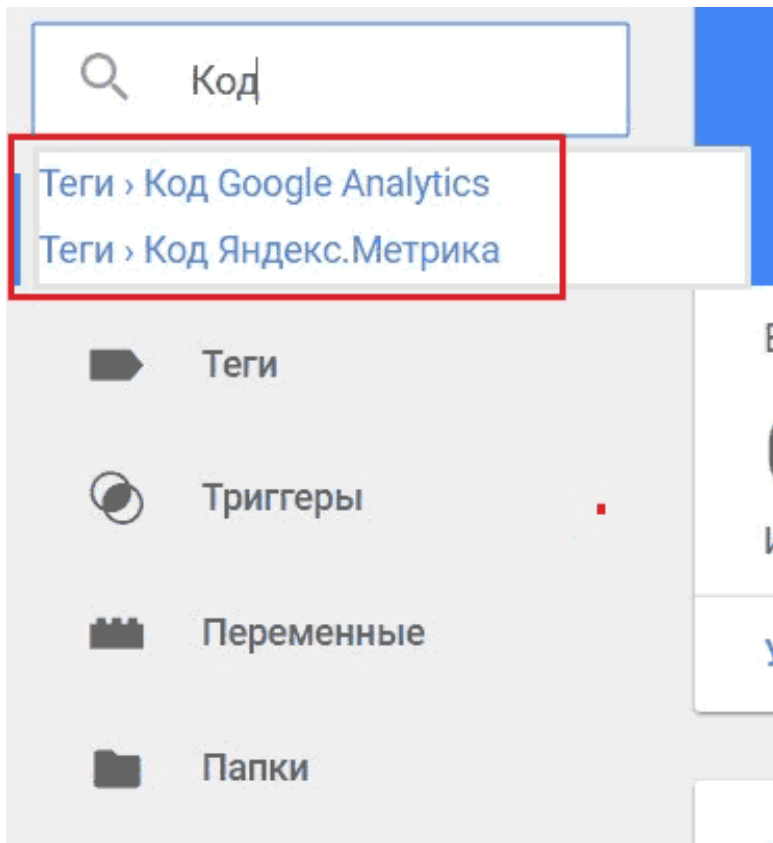 Код
Теги › Код Google Analytics
Теги › Код Яндекс.Метрика
Теги
Триггеры
Переменные
Папки